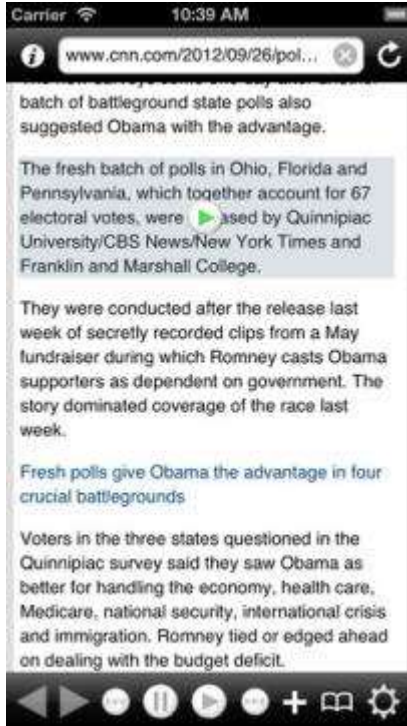 Carrier 10:39 AM
www.cnn.com/2012/09/26/pol...
batch of battleground state polls also
suggested Obama with the advantage.
The fresh batch of polls in Ohio, Florida and
Pennsylvania, which together account for 67
electoral votes, were ased by Quinnipiac
University/CBS News/New York Times and
Franklin and Marshall College.
They were conducted after the release last
week of secretly recorded clips from a May
fundraiser during which Romney casts Obama
supporters as dependent on government. The
story dominated coverage of the race last
week.
Fresh polls give Obama the advantage in four
crucial battlegrounds
Voters in the three states questioned in the
Quinnipiac survey said they saw Obama as
better for handling the economy, health care,
Medicare, national security, international crisis
and immigration. Romney tied or edged ahead
on dealing with the budget deficit.